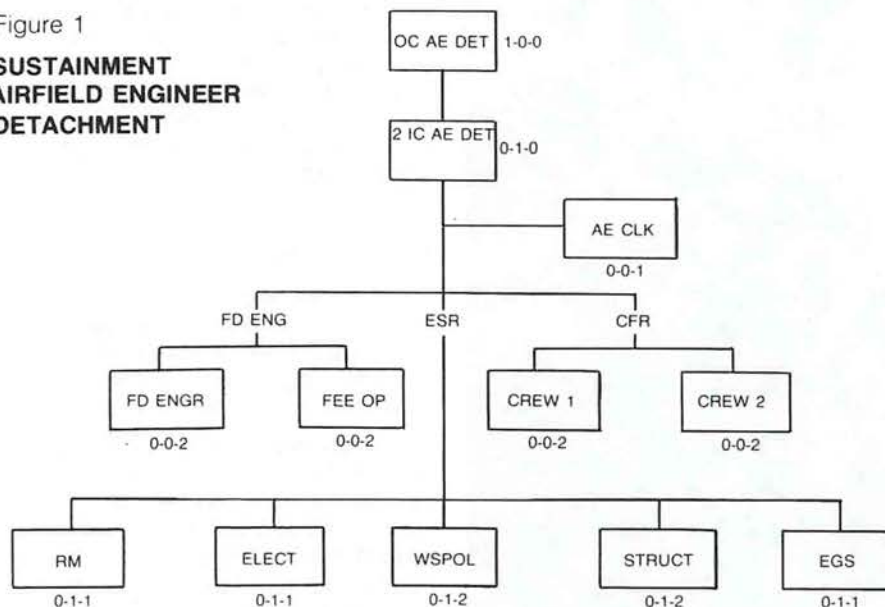 Figure 1
SUSTAINMENT
AIRFIELD ENGINEER
DETACHMENT
OC AE DET 1-0-0
2 IC AE DET 0-1-0
AE CLK
0-0-1
FD ENG ESR CFR
FD ENGR FEE OP CREW 1 CREW 2
0-0-2 0-0-2 0-0-2 0-0-2
RM ELECT WSPOL STRUCT EGS
0-1-1 0-1-1 0-1-2 0-1-2 0-1-1